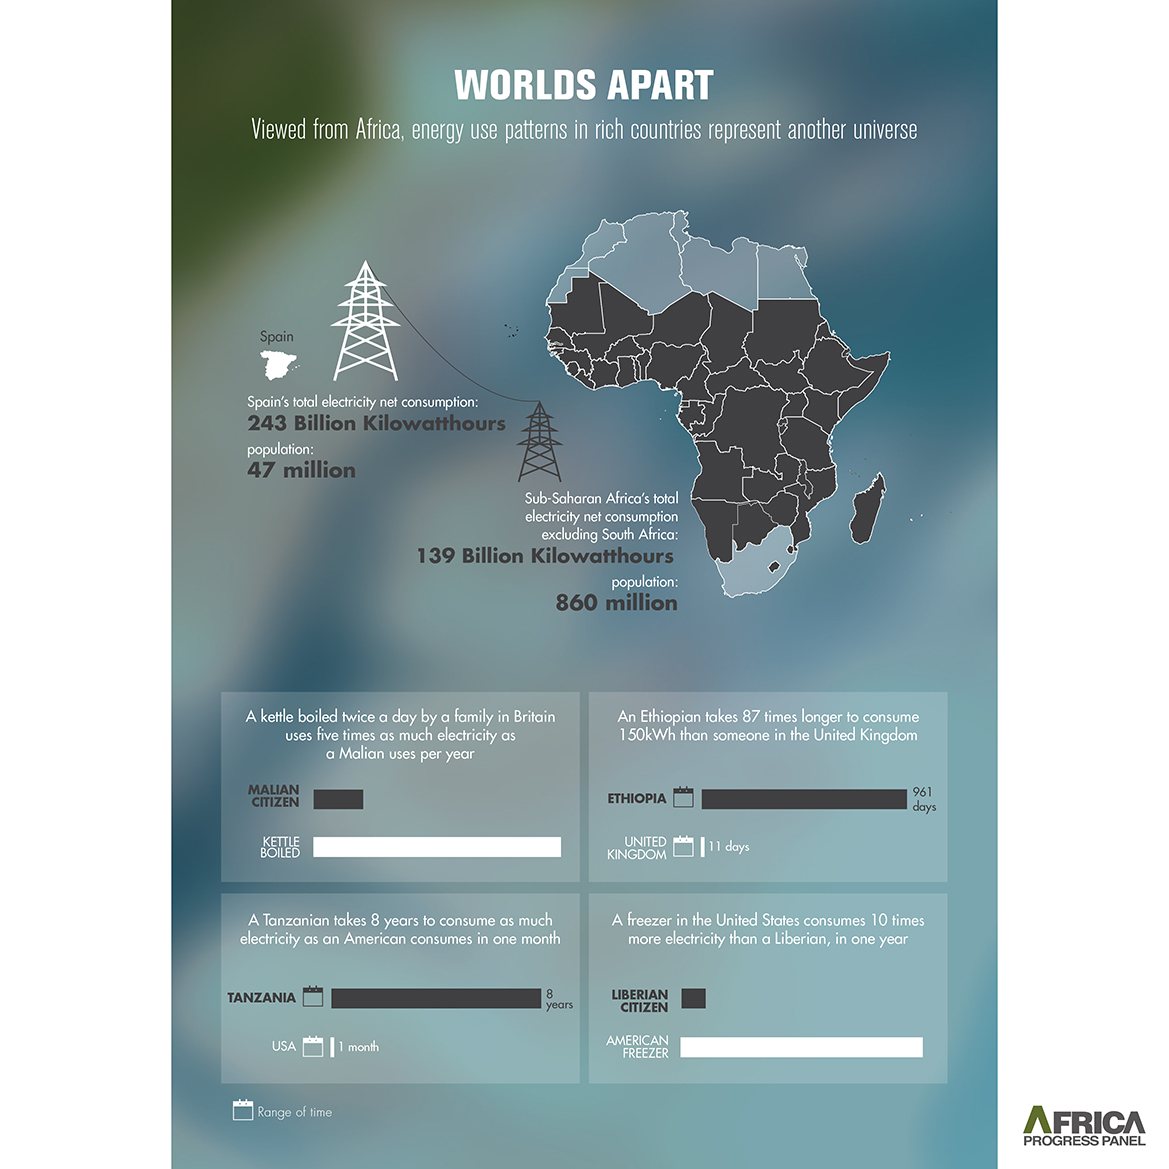 WORLDS APART
Viewed from Africa, energy use patterns in rich countries represent another universe
Spain
Spain's total electricity net consumption:
243 Billion Kilowatthours
population:
47 million
Sub-Saharan Africa's total
electricity net consumption
excluding South Africa:
139 Billion Kilowatthours
population:
860 million
A kettle boiled twice a day by a family in Britain
uses five times as much electricity as
a Malian uses per year
MALIAN
CITIZEN
KETTLE
BOILED
An Ethiopian takes 87 times longer to consume
150kWh than someone in the United Kingdom
ETHIOPIA
961
days
UNITED
KINGDOM
11 days
A Tanzanian takes 8 years to consume as much
electricity as an American consumes in one month
TANZANIA
8
years
USA
1 month
A freezer in the United States consumes 10 times
more electricity than a Liberian, in one year
LIBERIAN
CITIZEN
AMERICAN
FREEZER
Range of time
AFRICA
PROGRESS PANEL